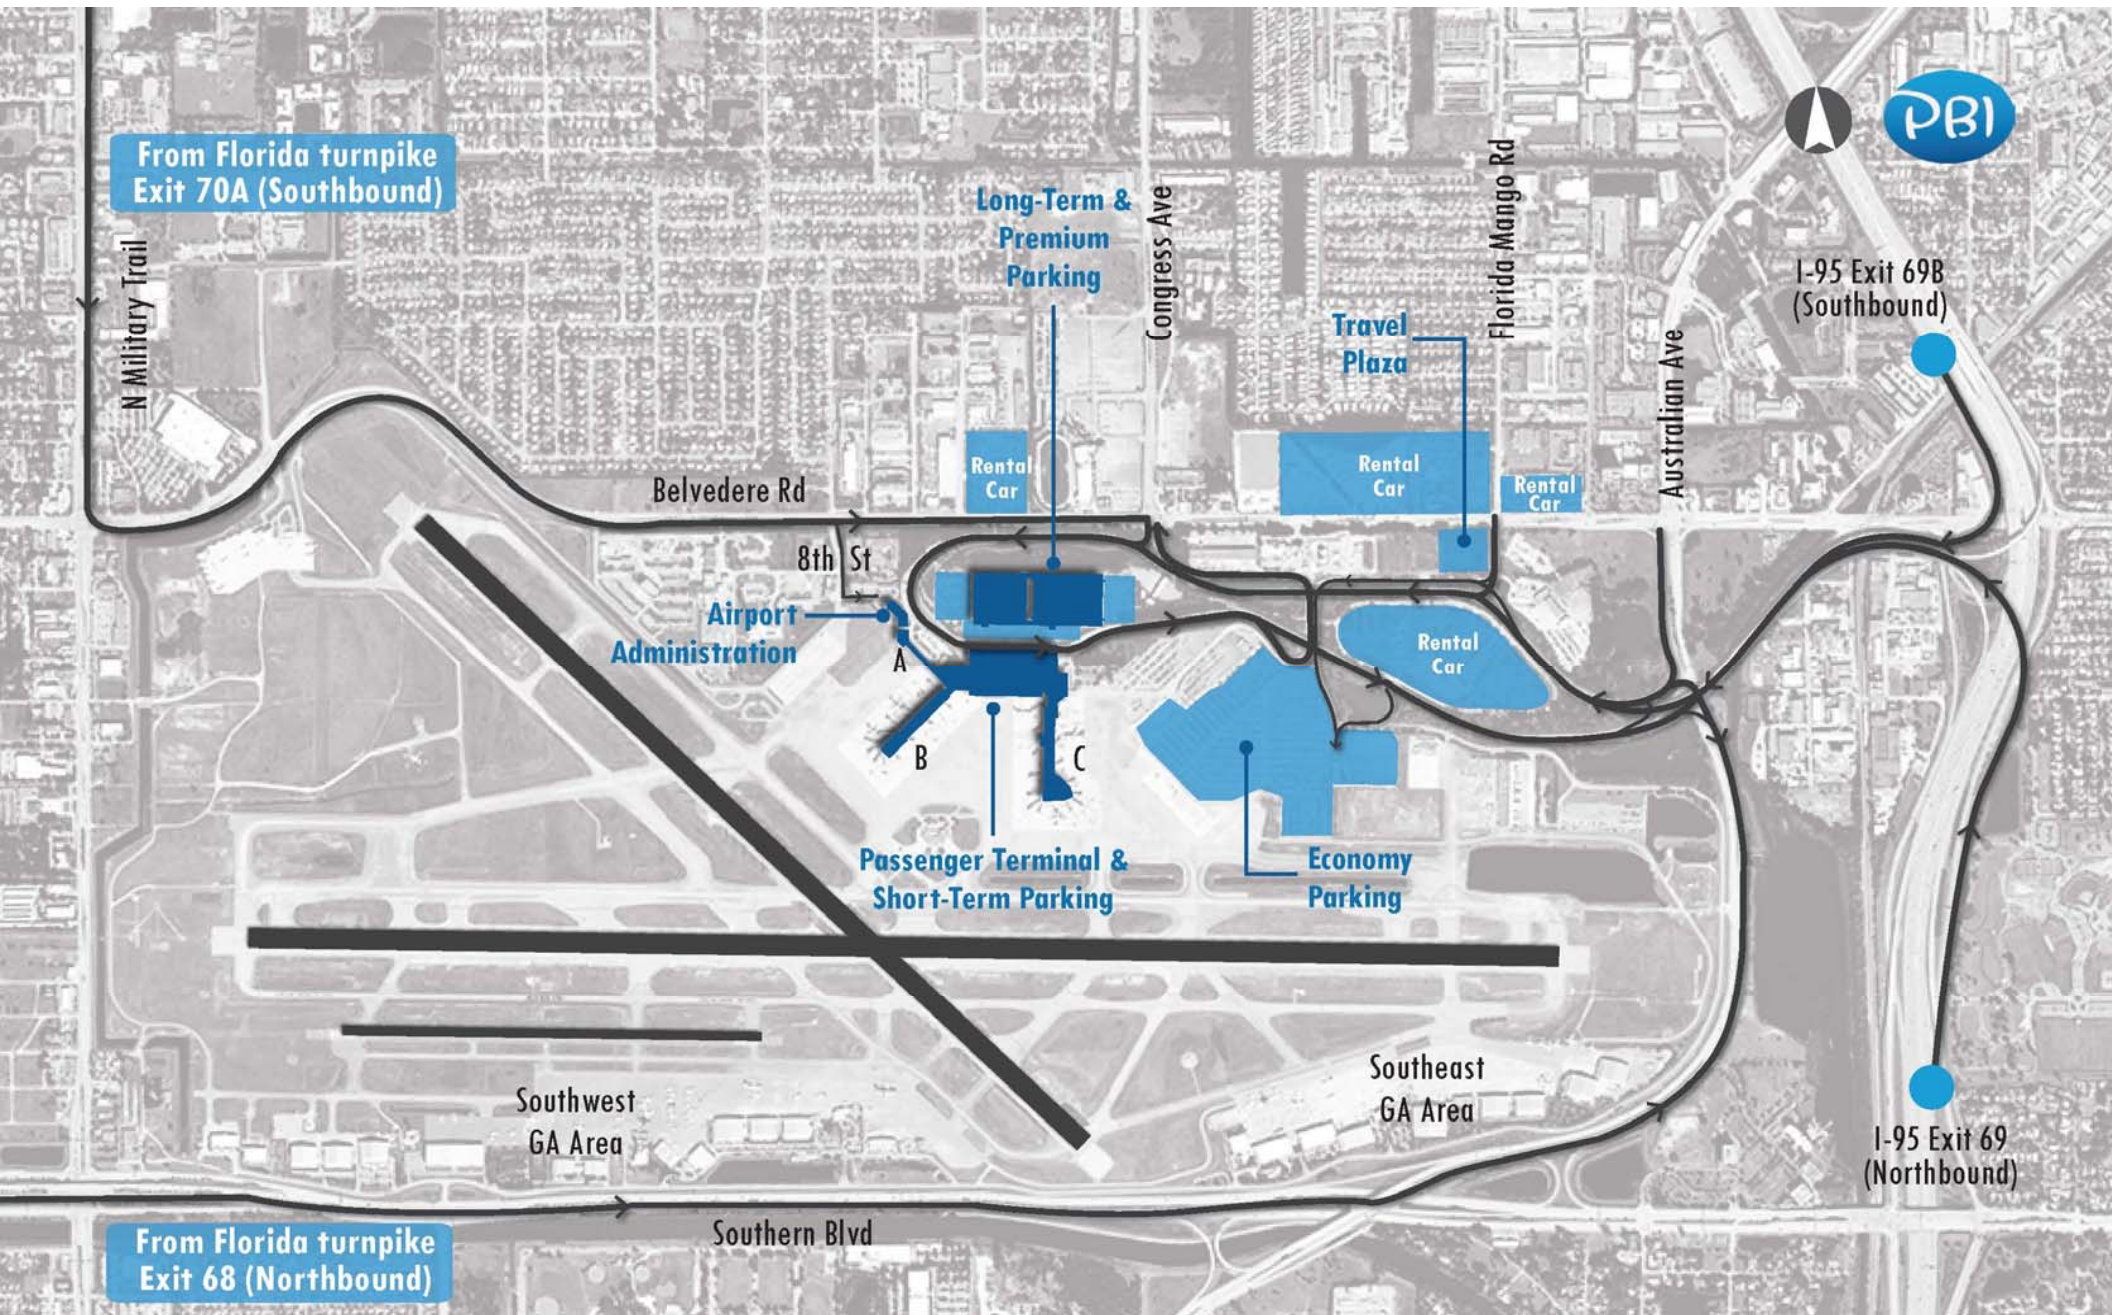 From Florida turnpike
Exit 70A (Southbound)
PBI
N Military Trail
Long-Term &
Premium
Parking
Congress Ave
Florida Mango Rd
Travel
Plaza
Australian Ave
I-95 Exit 69B
(Southbound)
Belvedere Rd
Rental
Car
Rental
Car
Rental
Car
8th St
Airport
Administration
A
Rental
Car
B
C
Passenger Terminal &
Short-Term Parking
Economy
Parking
Southwest
GA Area
Southeast
GA Area
I-95 Exit 69
(Northbound)
Southern Blvd
From Florida turnpike
Exit 68 (Northbound)